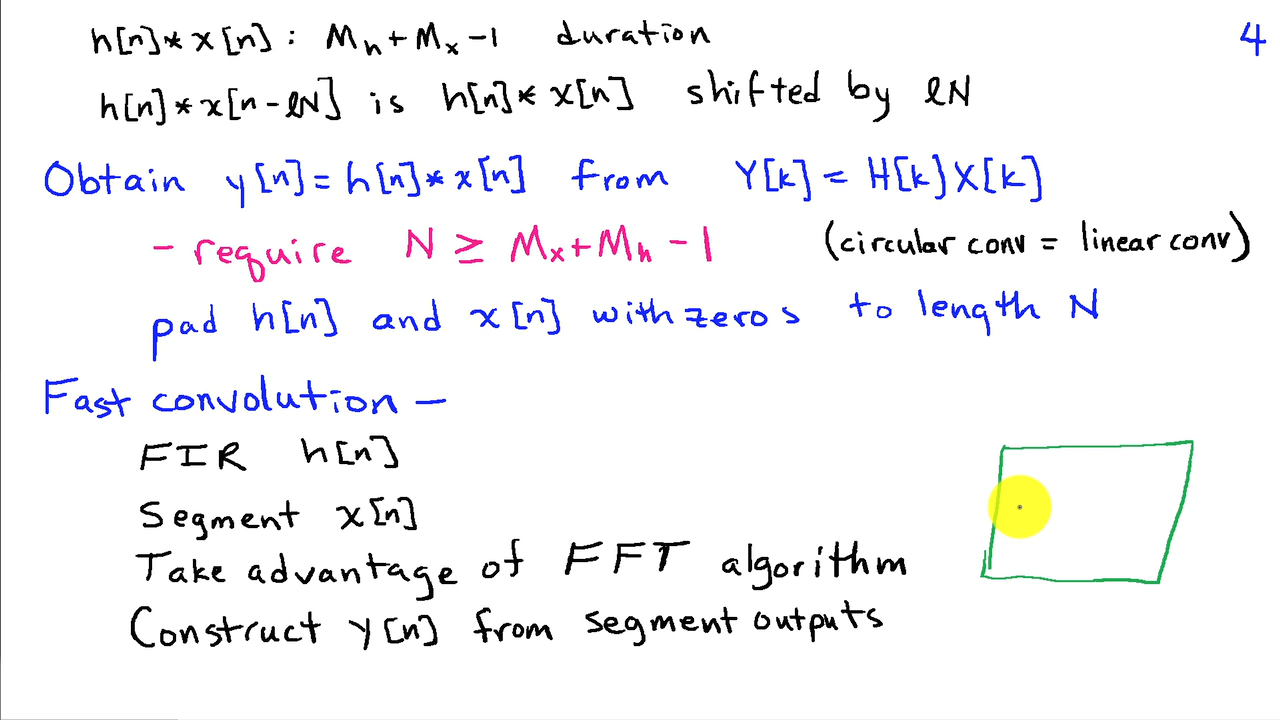 h[n]*x[n]: Mh+Mx-1 duration 4
h[n]*x[n-lN] is h[n]*x[n] shifted by lN
Obtain y[n]=h[n]*x[n] from Y[k]=H[k]X[k]
- require N ≥ Mx+Mh-1 (circular conv = linear conv)
pad h[n] and x[n] with zeros to length N
Fast convolution -
FIR h[n]
Segment x[n]
Take advantage of FFT algorithm
Construct y[n] from segment outputs